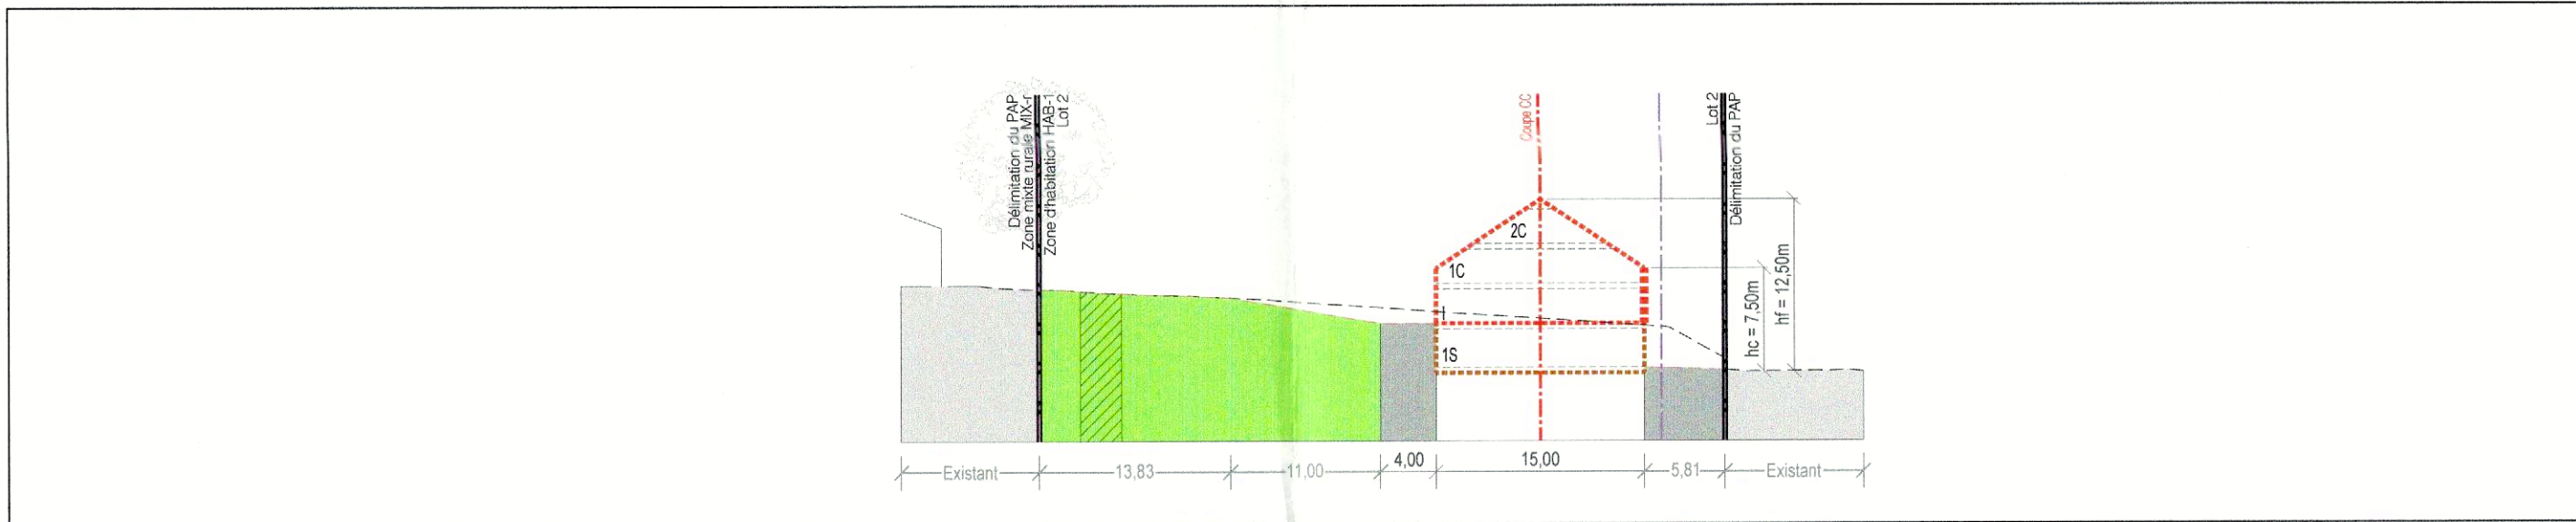 Délimitation du PAP
Zone mixte rurale MIX-r
Zone d'habitation HAB-1
Lot 2
Coupe CC
Lot 2
Délimitation du PAP
2C
1C
I
1S
hc = 7,50m
hf = 12,50m
Existant
13,83
11,00
4,00
15,00
5,81
Existant